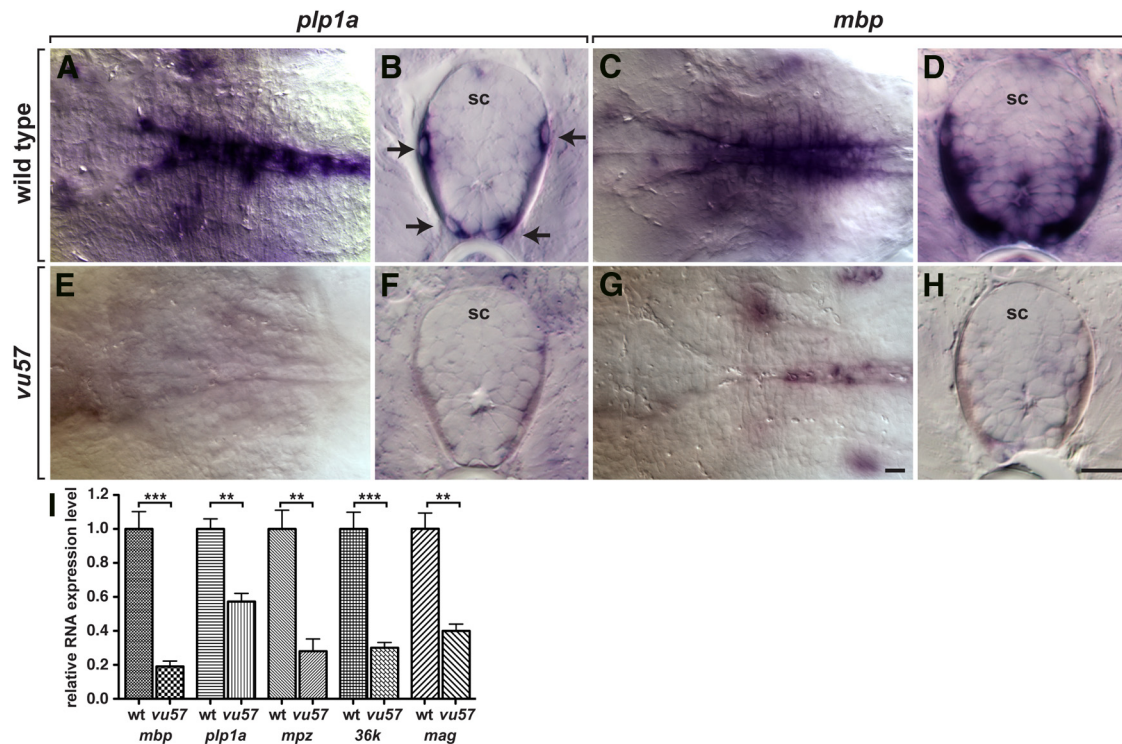 plp1a mbp
wild type
A B C D
sc sc
vu57
E F G H
sc
I
relative RNA expression level
1.2
1.0
0.8
0.6
0.4
0.2
0.0
*** ** ** *** **
wt vu57 wt vu57 wt vu57 wt vu57 wt vu57
mbp plp1a mpz 36k mag